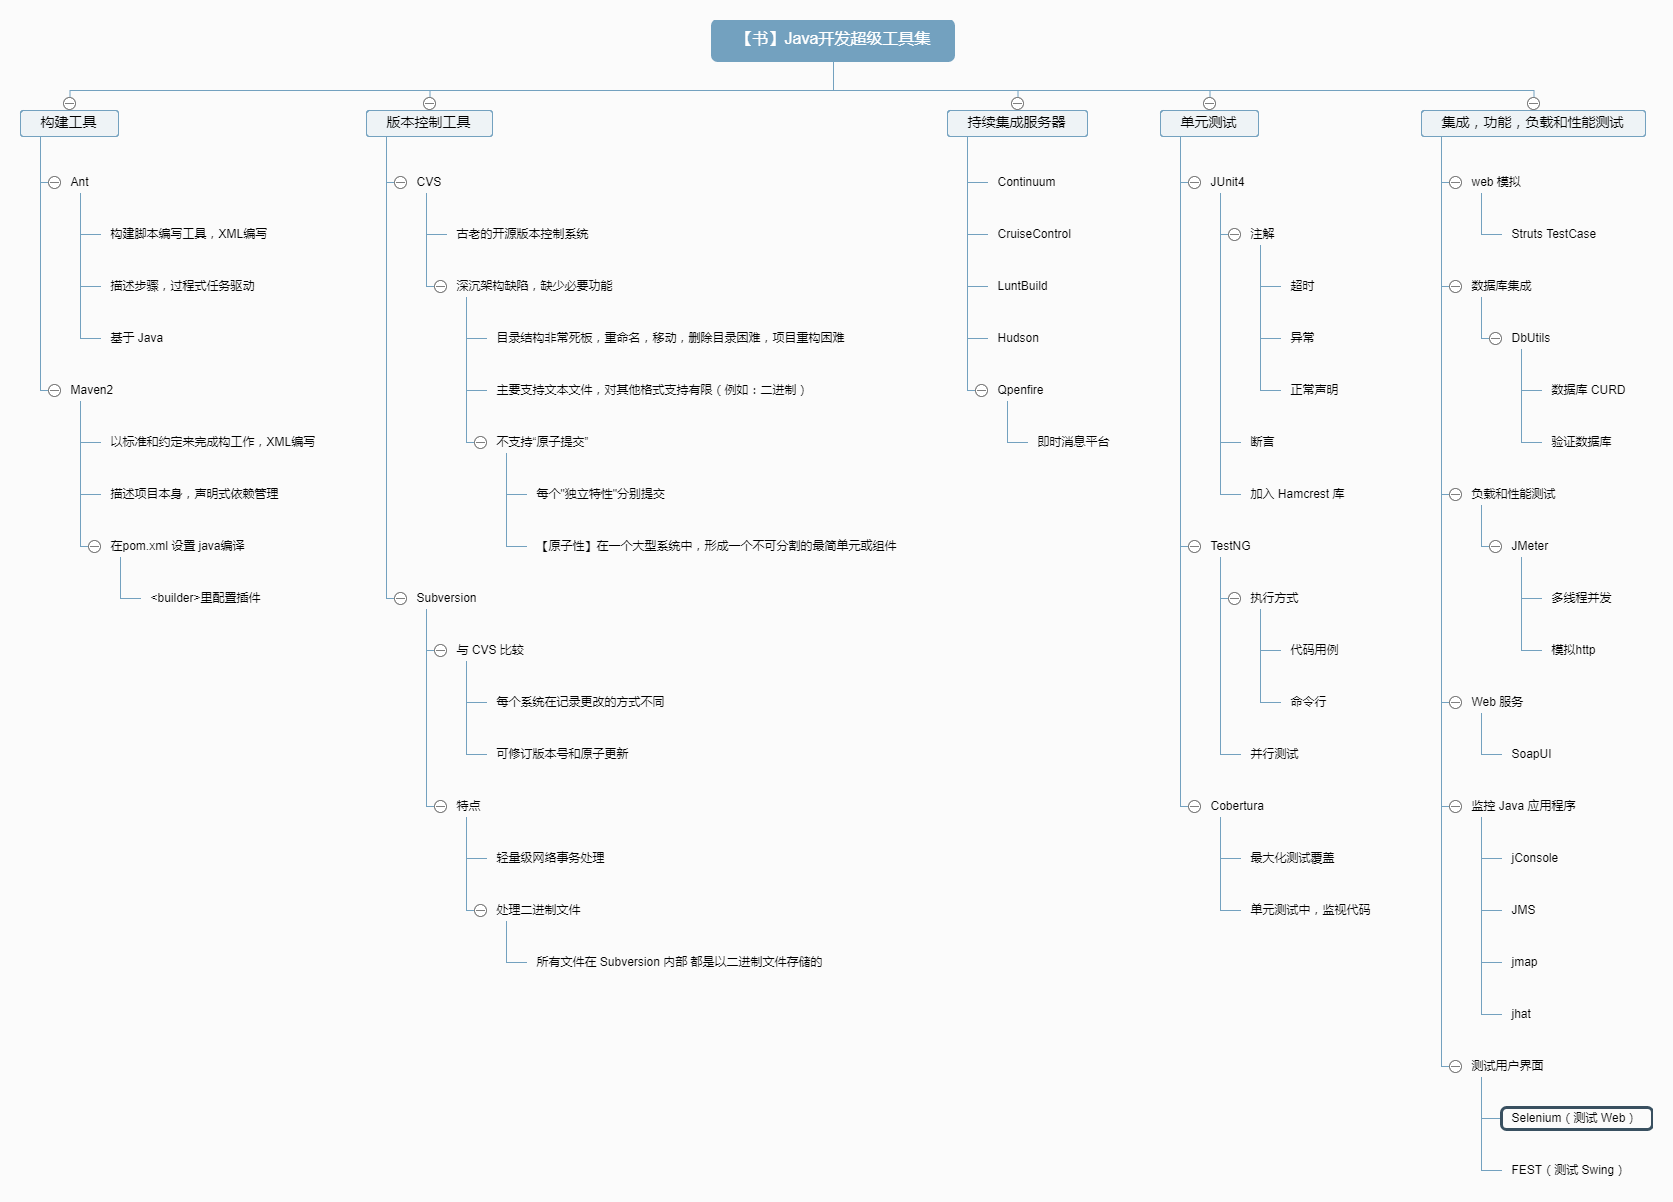 【书】Java开发超级工具集
构建工具
Ant
构建脚本编写工具，XML编写
描述步骤，过程式任务驱动
基于 Java
Maven2
以标准和约定来完成构工作，XML编写
描述项目本身，声明式依赖管理
在pom.xml 设置 java编译
<builder>里配置插件
版本控制工具
CVS
古老的开源版本控制系统
深沉架构缺陷，缺少必要功能
目录结构非常死板，重命名，移动，删除目录困难，项目重构困难
主要支持文本文件，对其他格式支持有限（例如：二进制）
不支持“原子提交”
每个“独立特性”分别提交
【原子性】在一个大型系统中，形成一个不可分割的最简单元或组件
Subversion
与 CVS 比较
每个系统在记录更改的方式不同
可修订版本号和原子更新
特点
轻量级网络事务处理
处理二进制文件
所有文件在 Subversion 内部 都是以二进制文件存储的
持续集成服务器
Continuum
CruiseControl
LuntBuild
Hudson
Qpenfire
即时消息平台
单元测试
JUnit4
注解
超时
异常
正常声明
断言
加入 Hamcrest 库
TestNG
执行方式
代码用例
命令行
并行测试
Cobertura
最大化测试覆盖
单元测试中，监视代码
集成，功能，负载和性能测试
web 模拟
Struts TestCase
数据库集成
DbUtils
数据库 CURD
验证数据库
负载和性能测试
JMeter
多线程并发
模拟http
Web 服务
SoapUI
监控 Java 应用程序
jConsole
JMS
jmap
jhat
测试用户界面
Selenium（测试 Web）
FEST（测试 Swing）